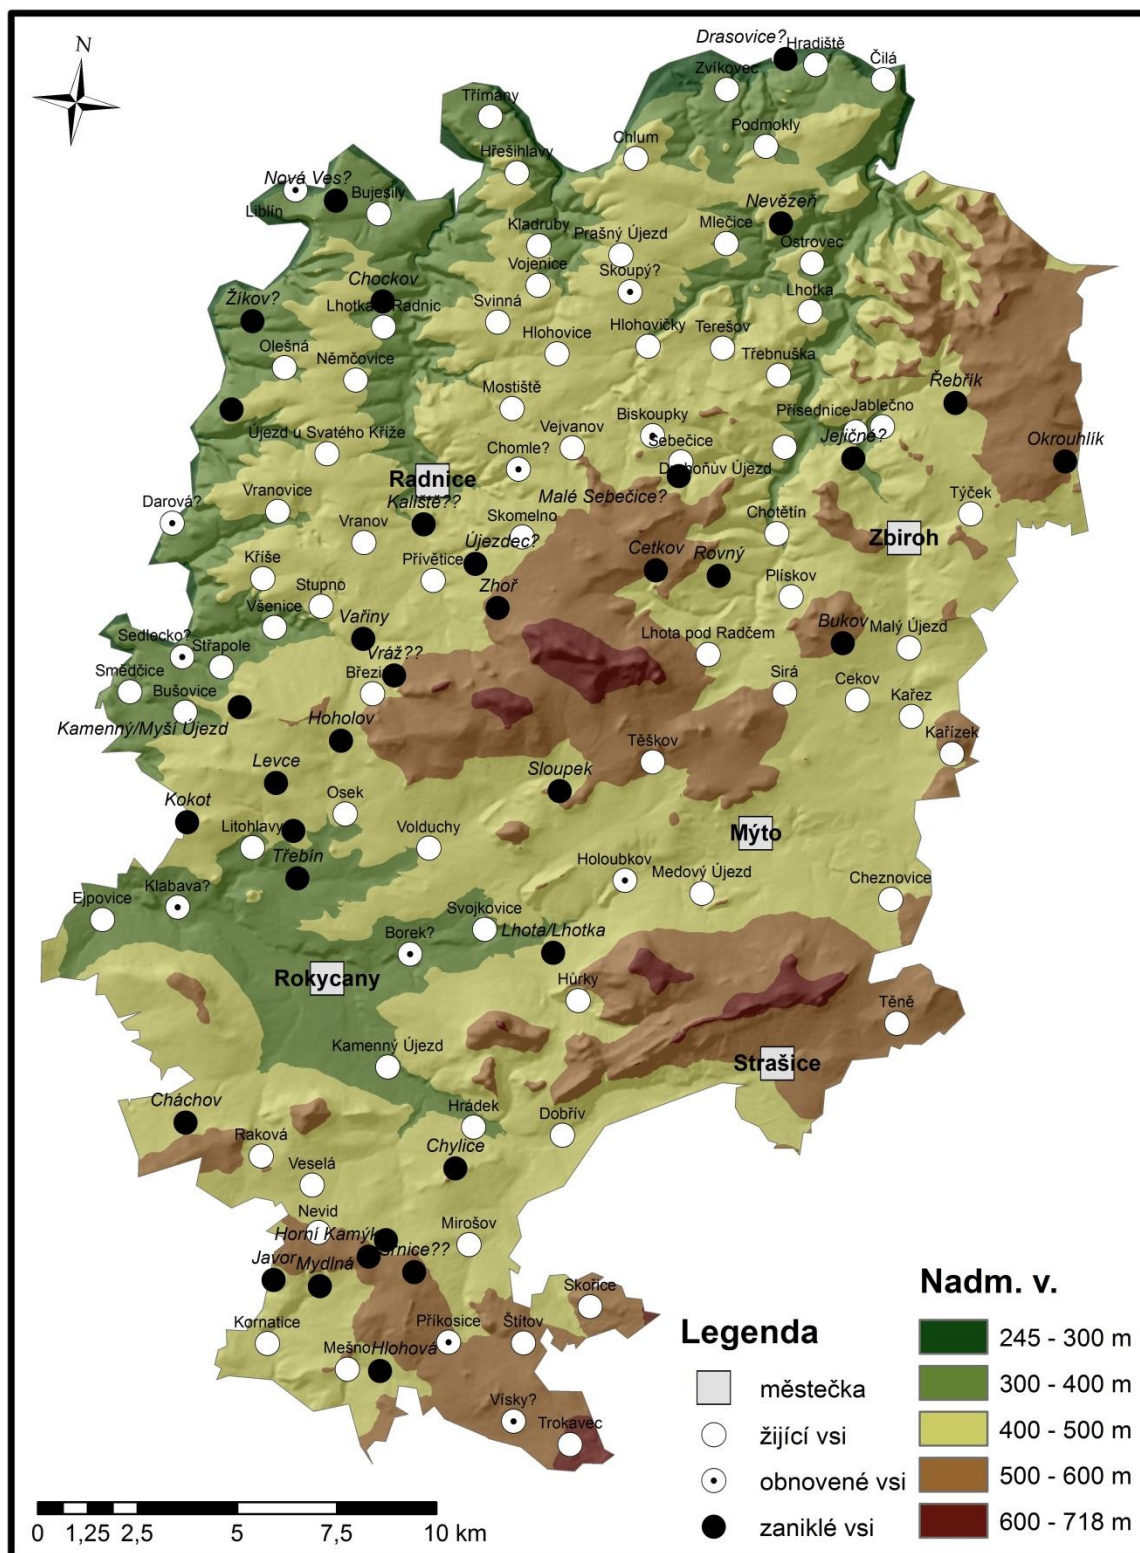 Drasovice?
Hradiště
Čilá
Zvíkovec
N
Třímany
Podmokly
Chlum
Hřešihlavy
Nová Ves?
Bujesily
Liblín
Nevězeň
Mlečice
Kladruby
Prašný Újezd
Ostrovec
Vojenice
Skoupý?
Chockov
Žíkov?
Lhotka
Radnic
Svinná
Lhotka
Hlohovice
Hlohovičky
Terešov
Olešná
Němčovice
Třebnuška
Řebřík
Mostiště
Biskoupky
Přísednice
Jablečno
Újezd u Svatého Kříže
Vejvanov
Sebečice
Jejičné?
Okrouhlík
Chomle?
Újezd
Radnice
Malé Sebečice?
Darová?
Vranovice
Kaliště??
Týček
Vranov
Skomelno
Chotětín
Zbiroh
Újezdec?
Kříše
Přívětice
Cetkov
Rovný
Plískov
Stupno
Zhoř
Všenice
Vařiny
Bukov
Sedlecko?
Střapole
Lhota pod Radčem
Malý Újezd
Vráž??
Smědčice
Březí
Sirá
Cekov
Bušovice
Kařez
Kamenný/Myší Újezd
Hoholov
Kařízek
Těškov
Levce
Sloupek
Kokot
Osek
Litohlavy
Volduchy
Mýto
Třebín
Holoubkov
Medový Újezd
Klabava?
Cheznovice
Ejpovice
Svojkovice
Borek?
Lhota/Lhotka
Rokycany
Hůrky
Těně
Kamenný Újezd
Strašice
Cháchov
Hrádek
Dobřív
Raková
Chylice
Veselá
Nevid
Horní Kamýk
Mirošov
Javor
Mydlná
Skořice
Kornatice
Příkosice
Štítov
Mešno
Hlohová
Vísky?
Trokavec
Legenda
městečka
žijící vsi
obnovené vsi
zaniklé vsi
Nadm. v.
245 - 300 m
300 - 400 m
400 - 500 m
500 - 600 m
600 - 718 m
0 1,25 2,5 5 7,5 10 km